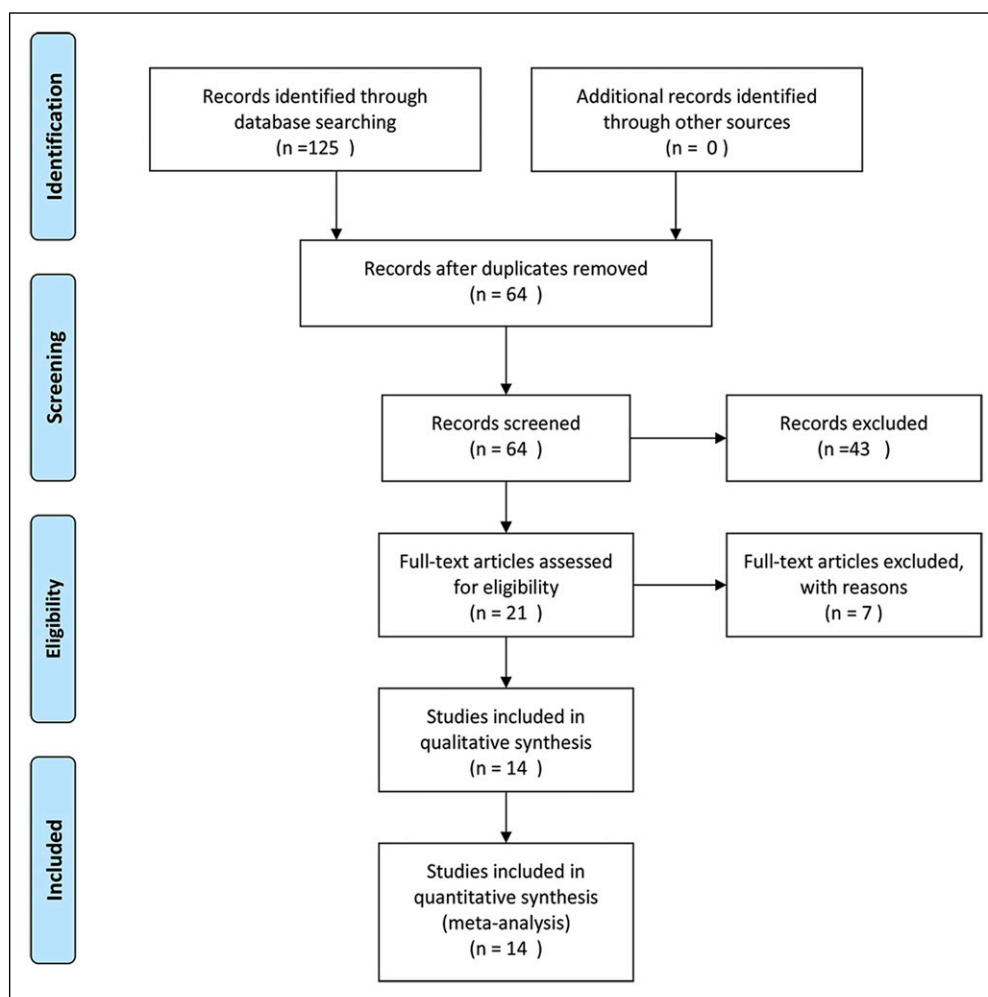 Identification
Records identified through
database searching
(n =125  )
Additional records identified
through other sources
(n =  0 )
Screening
Records after duplicates removed
(n = 64  )
Records screened
(n = 64  )
Records excluded
(n =43  )
Eligibility
Full-text articles assessed
for eligibility
(n = 21  )
Full-text articles excluded,
with reasons
(n = 7 )
Studies included in
qualitative synthesis
(n = 14  )
Included
Studies included in
quantitative synthesis
(meta-analysis)
(n = 14  )